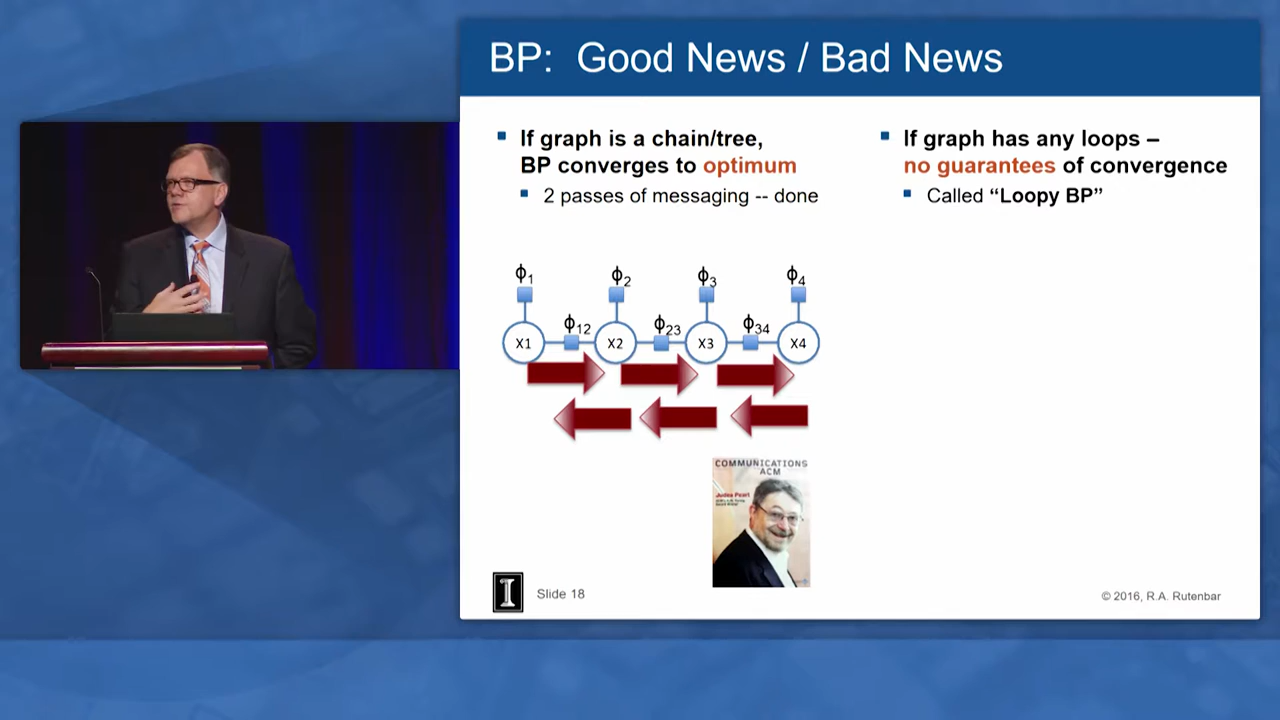 BP: Good News / Bad News
If graph is a chain/tree,
BP converges to optimum
2 passes of messaging -- done
If graph has any loops –
no guarantees of convergence
Called “Loopy BP”
ϕ1 ϕ2 ϕ3 ϕ4
ϕ12 ϕ23 ϕ34
X1 X2 X3 X4
COMMUNICATIONS
ACM
Judea Pearl
I
Slide 18
© 2016, R.A. Rutenbar